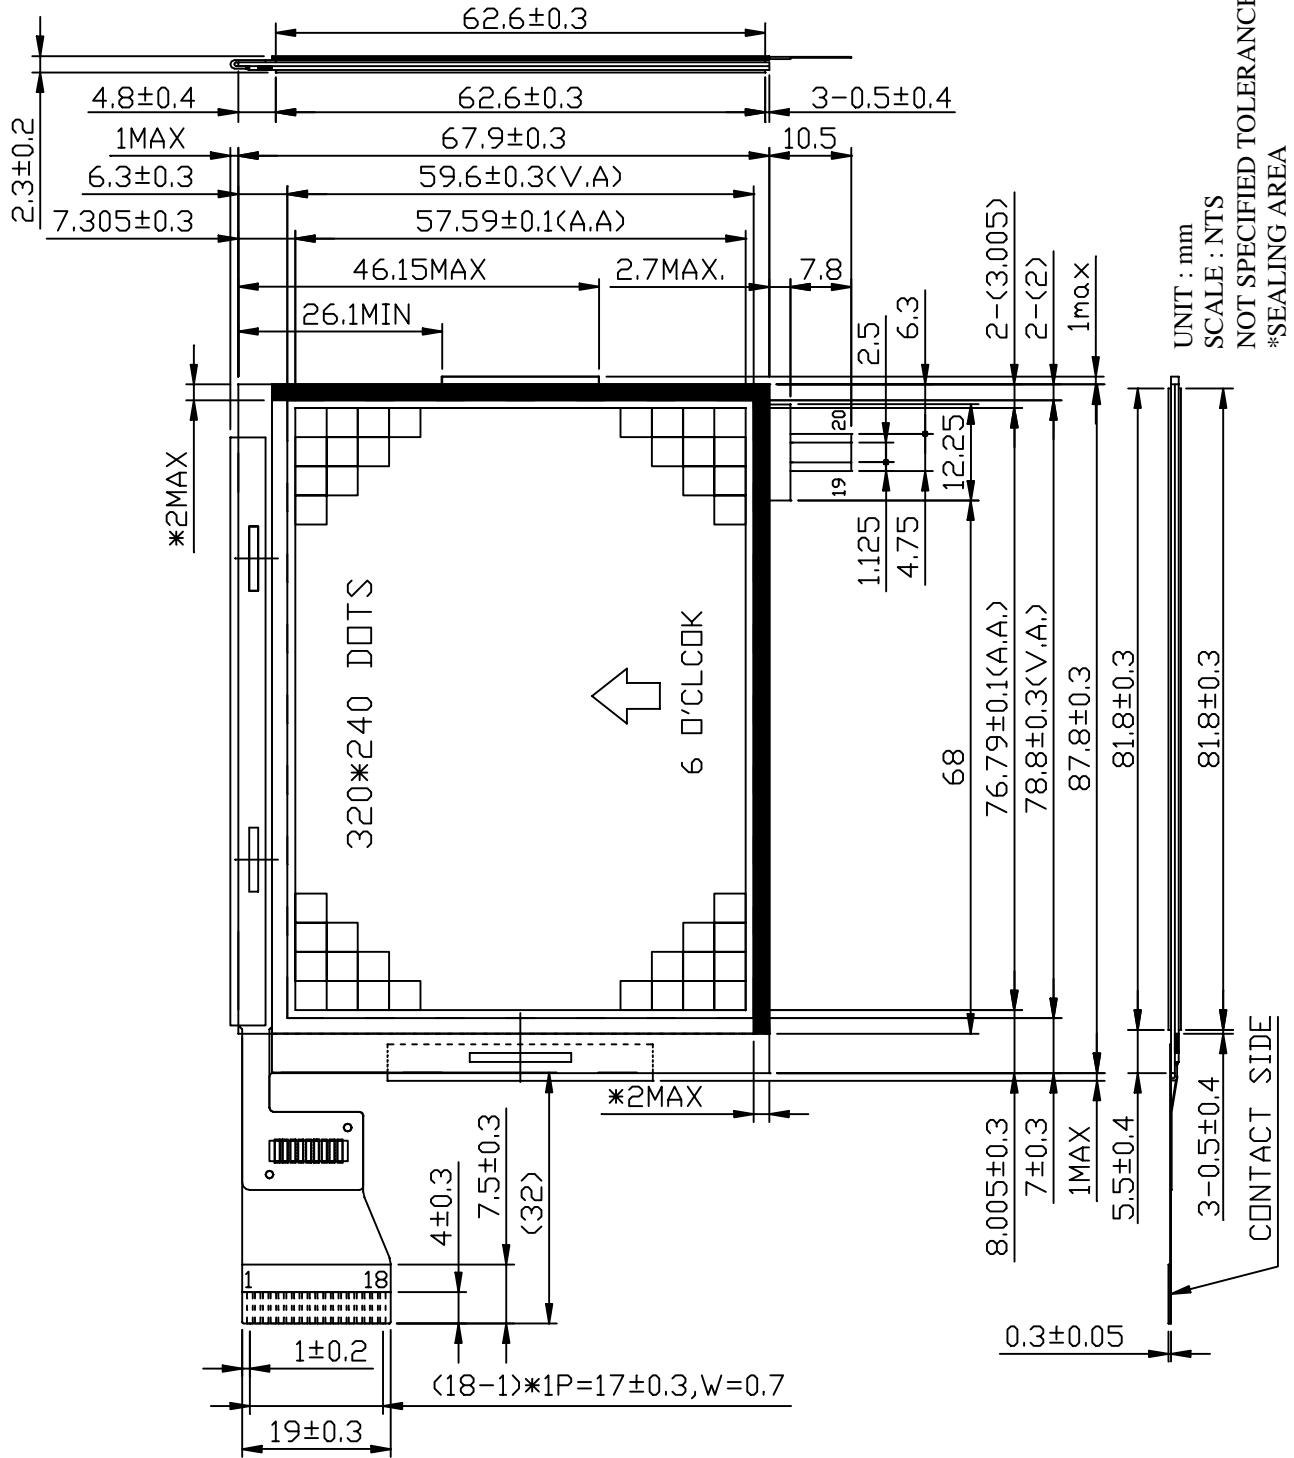 62.6±0.3
4.8±0.4
62.6±0.3
3-0.5±0.4
2.3±0.2
1MAX
67.9±0.3
10.5
6.3±0.3
59.6±0.3(V.A)
7.305±0.3
57.59±0.1(A.A)
46.15MAX
2.7MAX.
7.8
26.1MIN
2.5
6.3
2-(3.005)
2-(2)
1max
UNIT : mm
SCALE : NTS
NOT SPECIFIED TOLERANCE
*SEALING AREA
*2MAX
20
19
12.25
1.125
4.75
320*240 DOTS
6 O'CLCOK
68
76.79±0.1(A.A.)
78.8±0.3(V.A.)
87.8±0.3
81.8±0.3
81.8±0.3
*2MAX
8.005±0.3
7±0.3
1MAX
5.5±0.4
3-0.5±0.4
CONTACT SIDE
4±0.3
7.5±0.3
(32)
1
18
0.3±0.05
1±0.2
(18-1)*1P=17±0.3,W=0.7
19±0.3